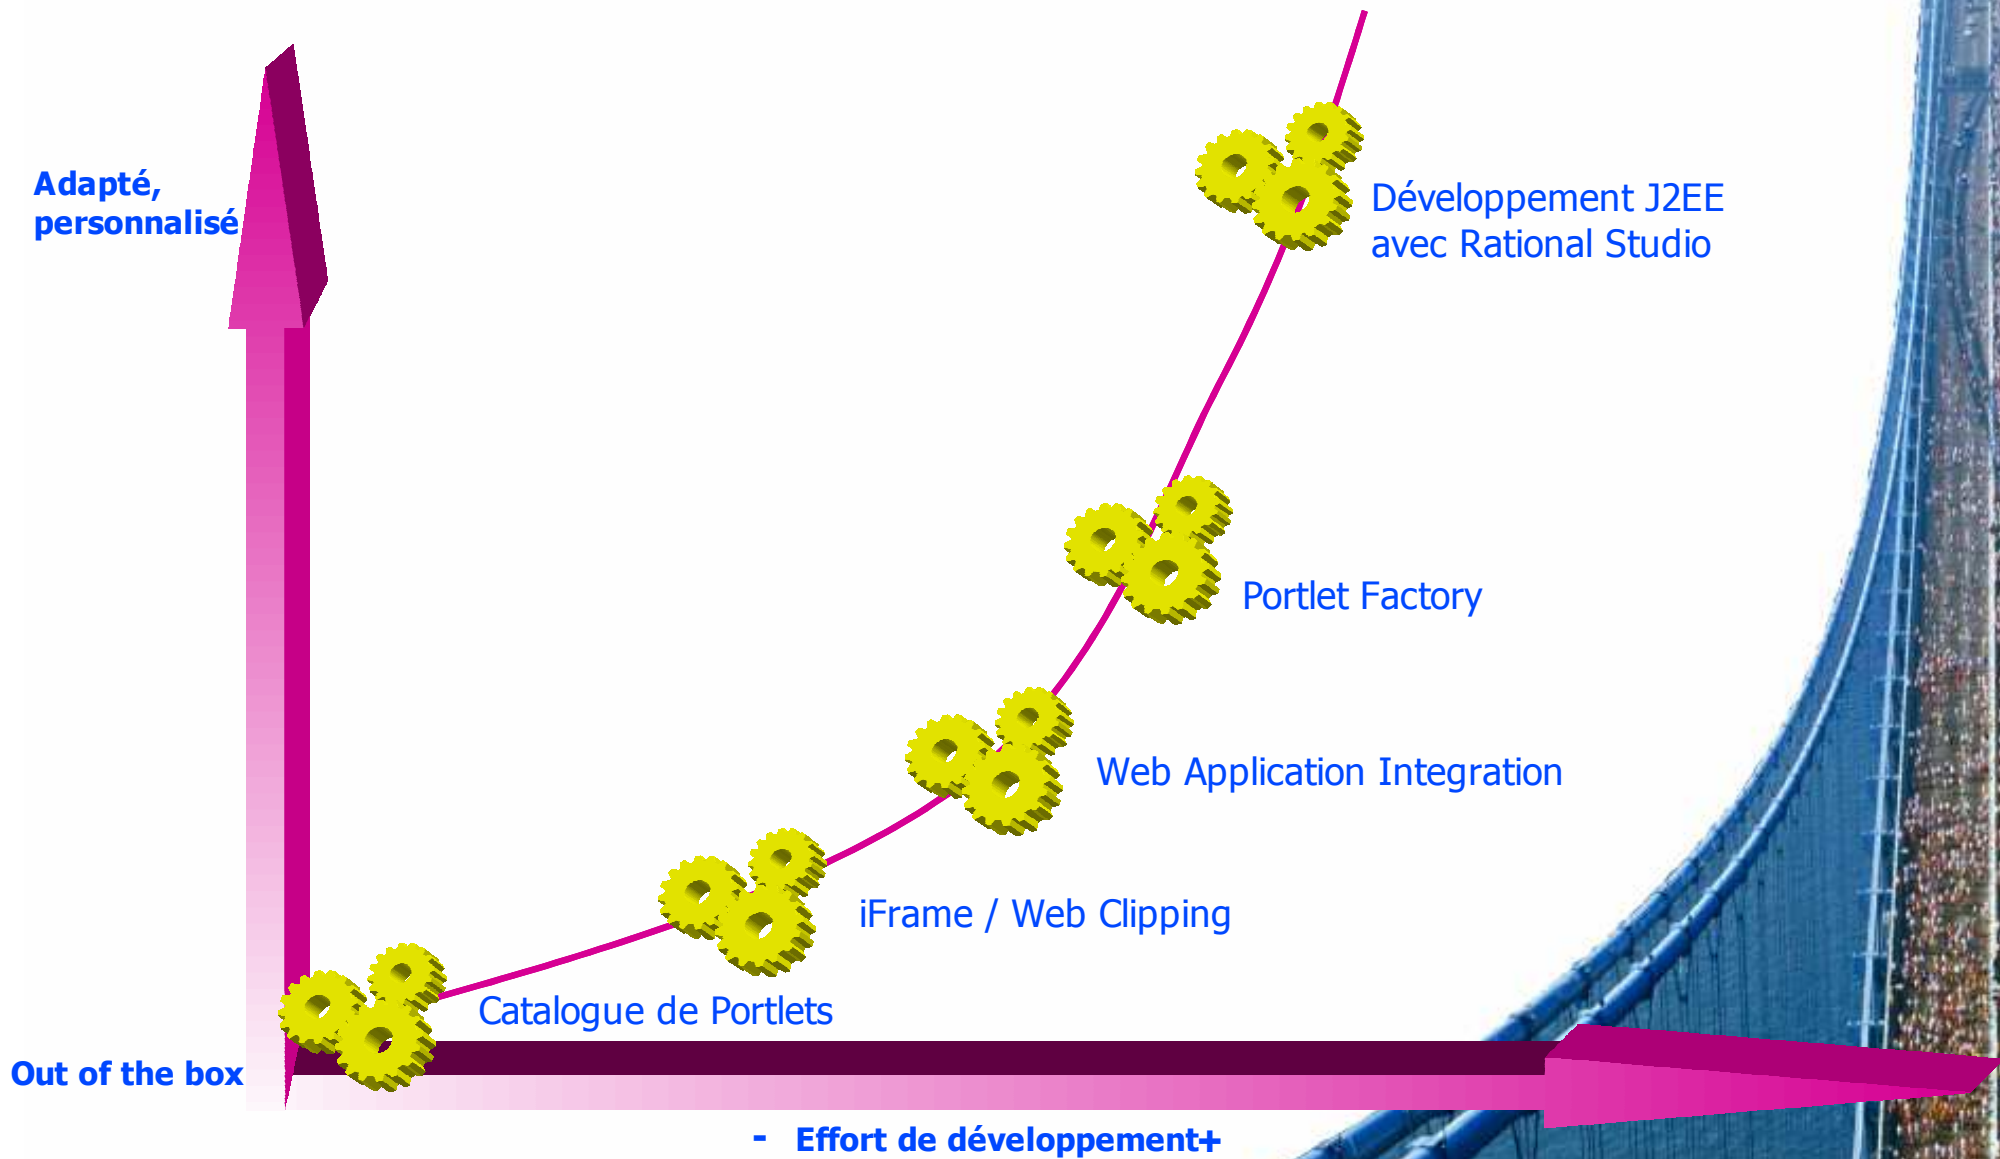 Adapté,
personnalisé
Développement J2EE
avec Rational Studio
Portlet Factory
Web Application Integration
iFrame / Web Clipping
Catalogue de Portlets
Out of the box
- Effort de développement+